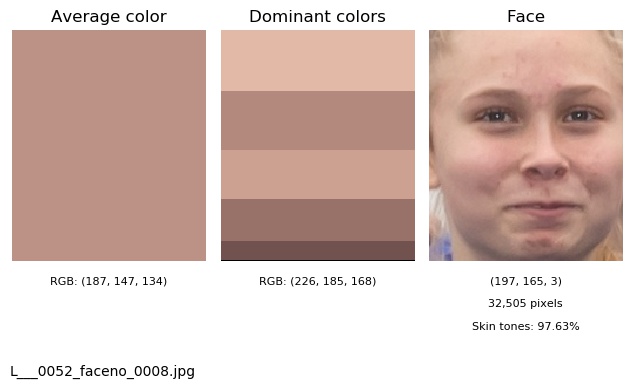 Average color
Dominant colors
Face
RGB: (187, 147, 134)
RGB: (226, 185, 168)
(197, 165, 3)
32,505 pixels
Skin tones: 97.63%
L___0052_faceno_0008.jpg